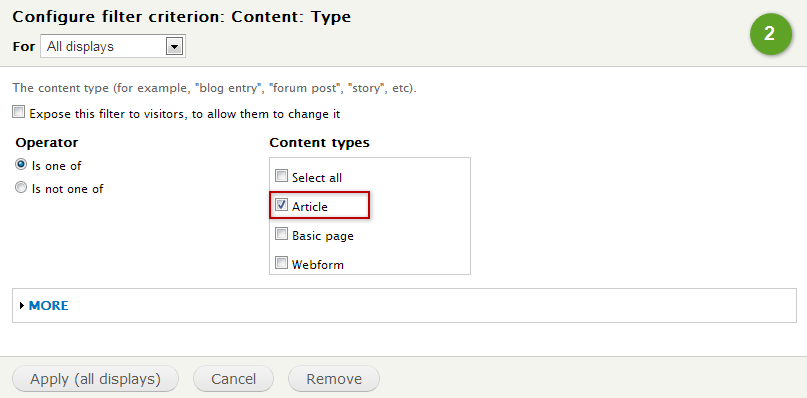 Configure filter criterion: Content: Type
2
For All displays
The content type (for example, "blog entry", "forum post", "story", etc).
Expose this filter to visitors, to allow them to change it
Operator
Is one of
Is not one of
Content types
Select all
Article
Basic page
Webform
MORE
Apply (all displays)
Cancel
Remove